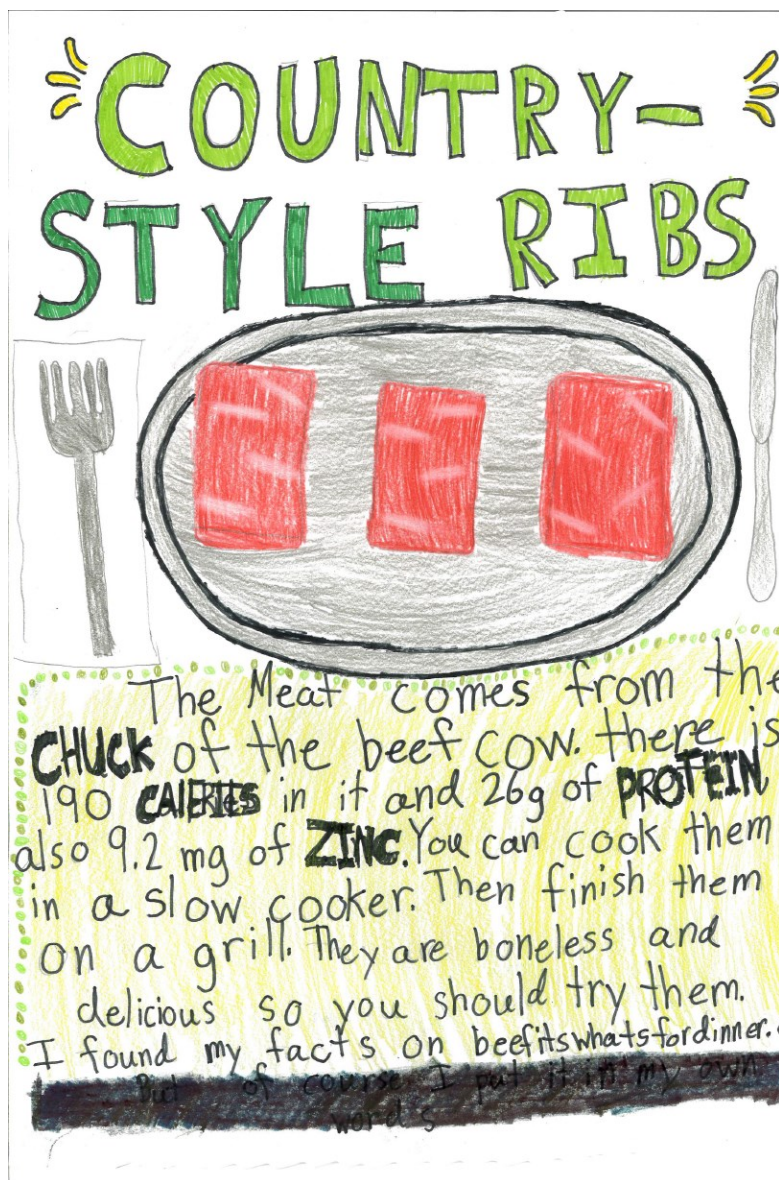 COUNTRY-
STYLE RIBS
The Meat comes from the
CHUCK of the beef cow. there is
190 CALERIES in it and 26g of PROTEIN
also 9.2 mg of ZINC. You can cook them
in a slow cooker. Then finish them
on a grill. They are boneless and
delicious so you should try them.
I found my facts on beefitswhatsfordinner.
But of course I put it in my own
words